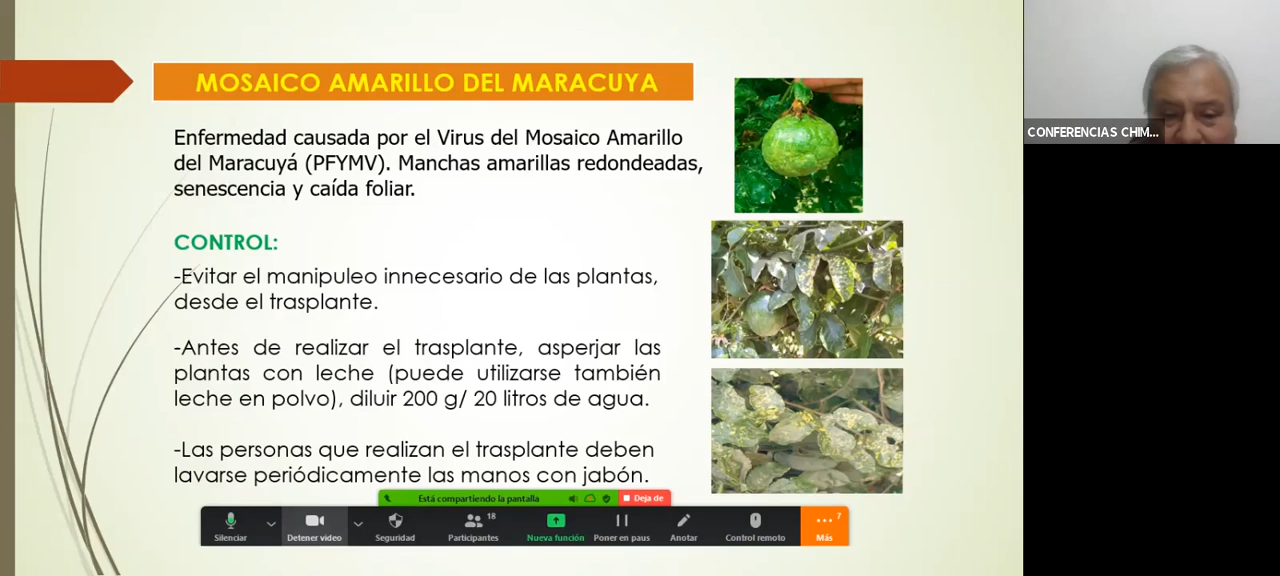 MOSAICO AMARILLO DEL MARACUYA
Enfermedad causada por el Virus del Mosaico Amarillo
del Maracuyá (PFYMV). Manchas amarillas redondeadas,
senescencia y caída foliar.
CONTROL:
-Evitar el manipuleo innecesario de las plantas,
desde el trasplante.
-Antes de realizar el trasplante, asperjar las
plantas con leche (puede utilizarse también
leche en polvo), diluir 200 g/ 20 litros de agua.
-Las personas que realizan el trasplante deben
lavarse periódicamente las manos con jabón.
CONFERENCIAS CHIM...
Está compartiendo la pantalla
Deja de
18
7
Silenciar
Detener video
Seguridad
Participantes
Nueva función
Poner en paus
Anotar
Control remoto
Más